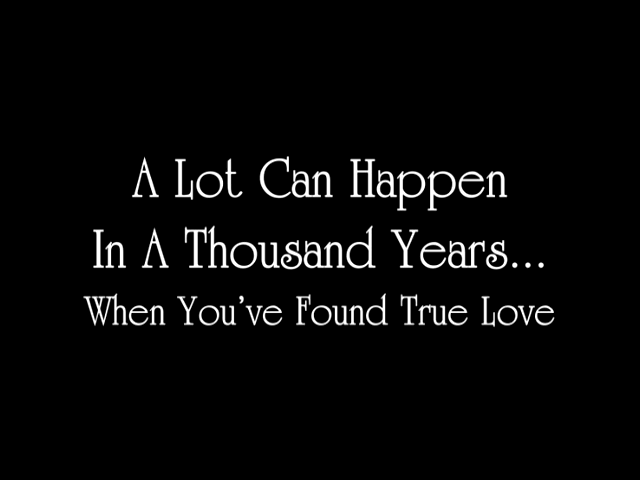 A Lot Can Happen
In A Thousand Years...
When You've Found True Love